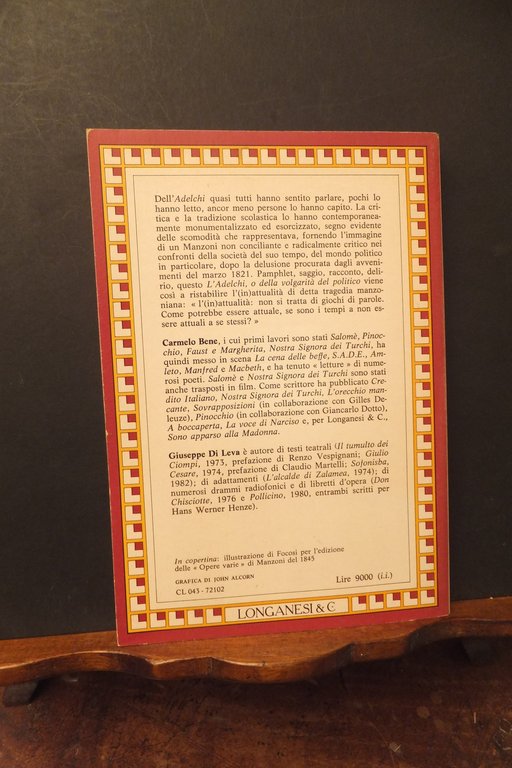 Dell'Adelchi quasi tutti hanno sentito parlare, pochi lo
hanno letto, ancor meno persone lo hanno capito. La cri-
tica e la tradizione scolastica lo hanno contemporanea-
mente monumentalizzato ed esorcizzato, segno evidente
delle scomodità che rappresentava, fornendo l'immagine
di un Manzoni non conciliante e radicalmente critico nei
confronti della società del suo tempo, del mondo politico
in particolare, dopo la delusione procurata dagli avveni-
menti del marzo 1821. Pamphlet, saggio, racconto, deli-
rio, questo L'Adelchi, o della volgarità del politico viene
così a ristabilire l'(in)attualità di detta tragedia manzo-
niana: « l'(in)attualità: non si tratta di giochi di parole.
Come potrebbe essere attuale, se sono i tempi a non es-
sere attuali a se stessi? »
Carmelo Bene, i cui primi lavori sono stati Salomè, Pinoc-
chio, Faust e Margherita, Nostra Signora dei Turchi, ha
quindi messo in scena La cena delle beffe, S.A.D.E., Am-
leto, Manfred e Macbeth, e ha tenuto « letture » di nume-
rosi poeti. Salomè e Nostra Signora dei Turchi sono stati
anche trasposti in film. Come scrittore ha pubblicato Cre-
dito Italiano, Nostra Signora dei Turchi, L'orecchio man-
cante, Sovrapposizioni (in collaborazione con Gilles De-
leuze), Pinocchio (in collaborazione con Giancarlo Dotto),
A boccaperta, La voce di Narciso e, per Longanesi & C.,
Sono apparso alla Madonna.
Giuseppe Di Leva è autore di testi teatrali (Il tumulto dei
Ciompi, 1973, prefazione di Renzo Vespignani; Giulio
Cesare, 1974, prefazione di Claudio Martelli; Sofonisba,
1982); di adattamenti (L'alcalde di Zalamea, 1974); di
numerosi drammi radiofonici e di libretti d'opera (Don
Chisciotte, 1976 e Pollicino, 1980, entrambi scritti per
Hans Werner Henze).
In copertina: illustrazione di Focosi per l'edizione
delle « Opere varie » di Manzoni del 1845
GRAFICA DI JOHN ALCORN
Lire 9000 (i.i.)
CL 043 - 72102
LONGANESI & C.